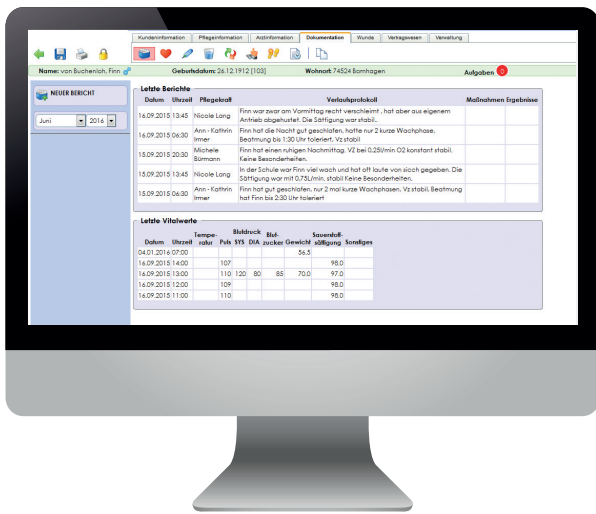 Kundeninformation Pflegeinformation Arztinformation Dokumentation Wunde Vertragswesen Verwaltung
Name: von Buchenloh, Finn Geburtsdatum: 26.12.1912 [103] Wohnort: 74524 Bornhagen Aufgaben 0
NEUER BERICHT
Juni 2016
Letzte Berichte
Datum Uhrzeit Pflegekraft Verlaufsprotokoll Maßnahmen Ergebnisse
16.09.2015 13:45 Nicole Lang Finn war zwar am Vormittag recht verschleimt , hat aber aus eigenem
Antrieb abgehustet. Die Sättigung war stabil..
16.09.2015 06:30 Ann - Kathrin Irmer Finn hat die Nacht gut geschlafen, hatte nur 2 kurze Wachphase,
Beatmung bis 1:30 Uhr toleriert, Vz stabil
15.09.2015 20:30 Michele Bürmann Finn hat einen ruhigen Nachmittag, VZ bei 0,25l/min O2 konstant stabil.
Keine Besonderheiten.
15.09.2015 13:45 Nicole Lang In der Schule war Finn viel wach und hat oft laute von sicch gegeben. Die
Sättigung war mit 0,75L/min. stabil Keine Besonderheiten.
15.09.2015 06:30 Ann - Kathrin Irmer Finn hat gut geschlafen, nur 2 mal kurze Wachphasen, Vz stabil, Beatmung
hat Finn bis 2:30 Uhr toleriert
Letzte Vitalwerte
Datum Uhrzeit Tempe-ratur Puls Blutdruck SYS DIA Blut-zucker Gewicht Sauerstoff-sättigung Sonstiges
04.01.2016 07:00 56.5
16.09.2015 14:00 107 98.0
16.09.2015 13:00 110 120 80 85 70.0 97.0
16.09.2015 12:00 109 98.0
16.09.2015 11:00 110 98.0